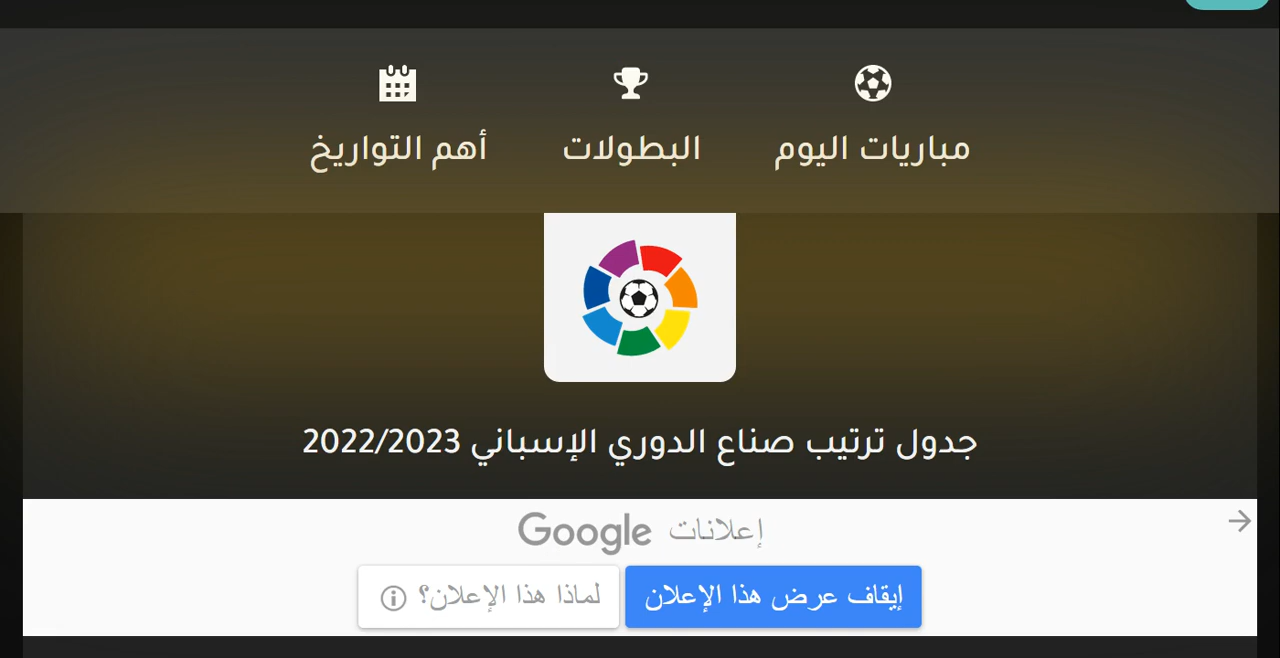 مباريات اليوم
البطولات
أهم التواريخ
جدول ترتيب صناع الدوري الإسباني 2022/2023
إعلانات Google
إيقاف عرض هذا الإعلان
لماذا هذا الإعلان؟